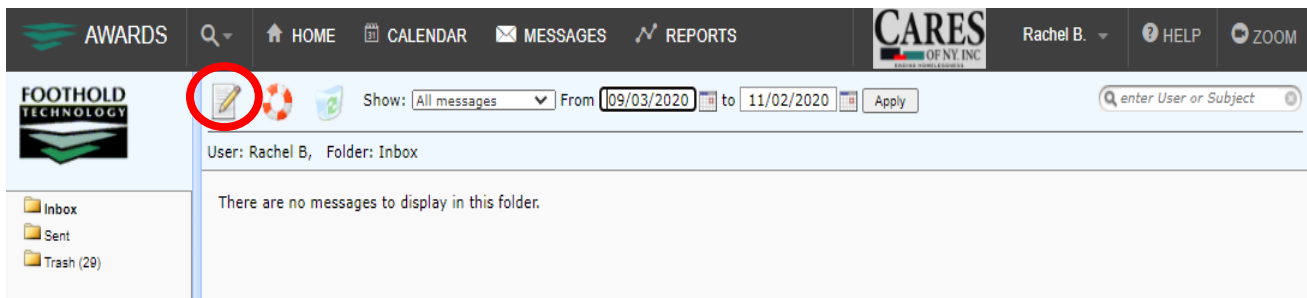 AWARDS HOME CALENDAR MESSAGES REPORTS CARES OF NY, INC Rachel B. HELP ZOOM
ENDING HOMELESSNESS
FOOTHOLD
TECHNOLOGY
Show: All messages From 09/03/2020 to 11/02/2020 Apply enter User or Subject
User: Rachel B, Folder: Inbox
There are no messages to display in this folder.
Inbox
Sent
Trash (29)